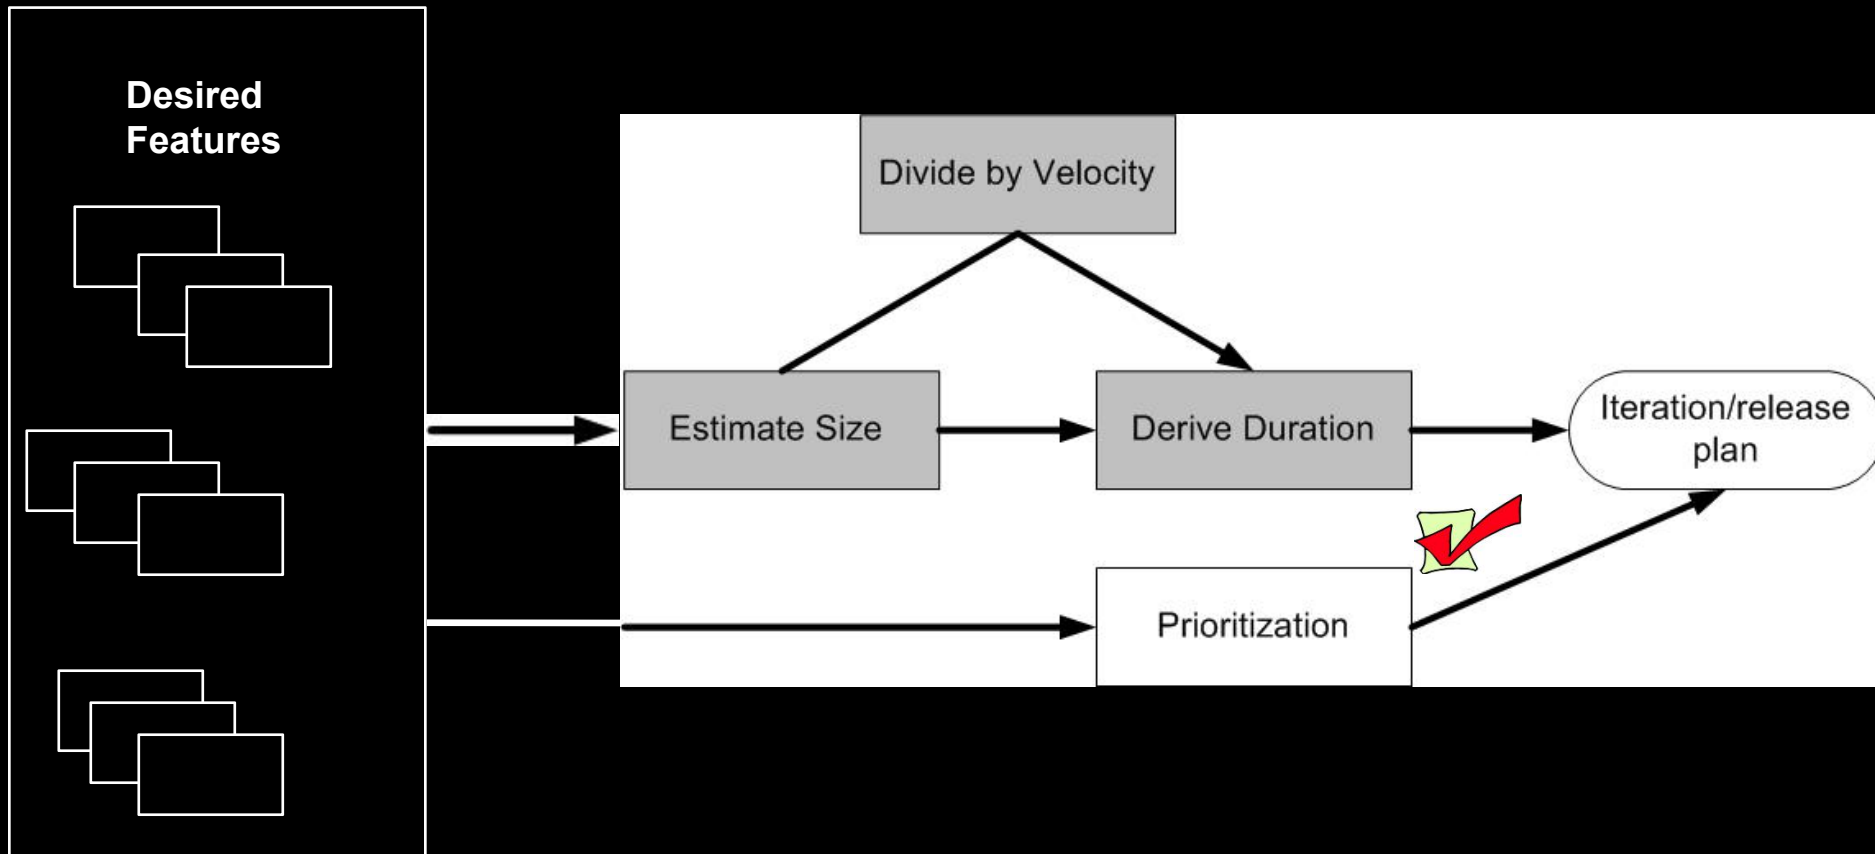 Desired
Features
Divide by Velocity
Estimate Size
Derive Duration
Iteration/release
plan
Prioritization